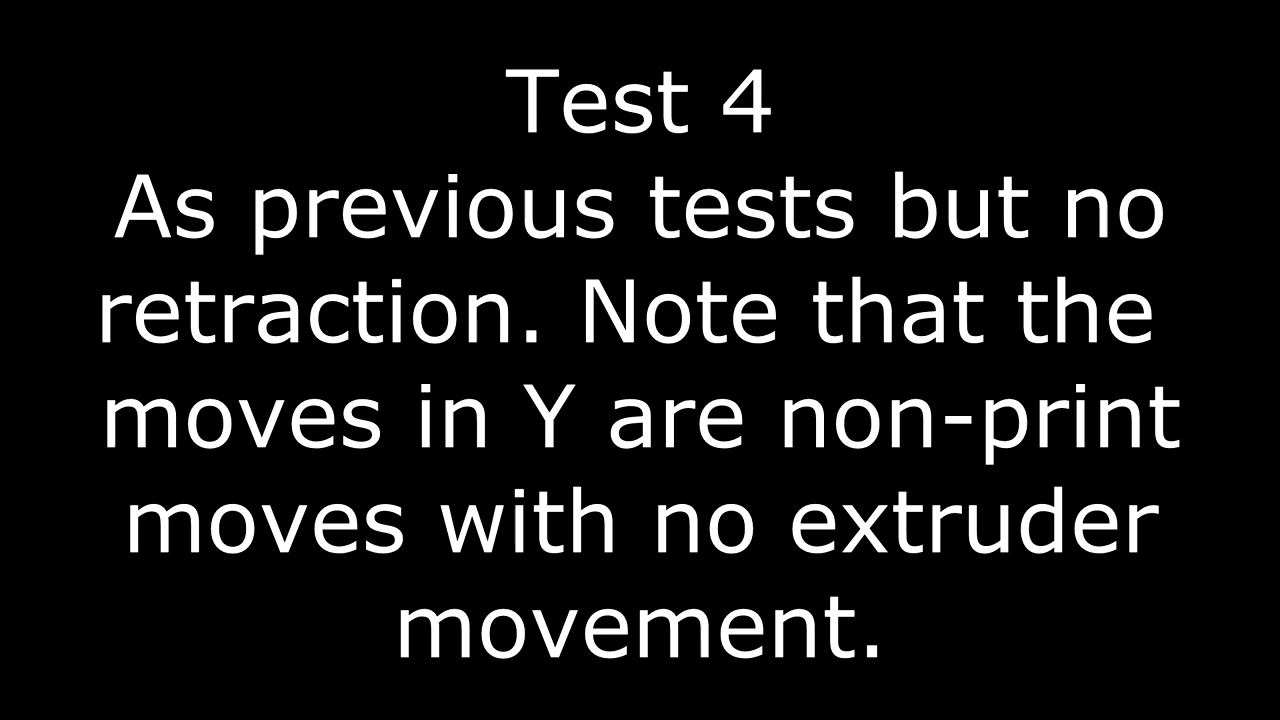 Test 4
As previous tests but no
retraction. Note that the
moves in Y are non-print
moves with no extruder
movement.